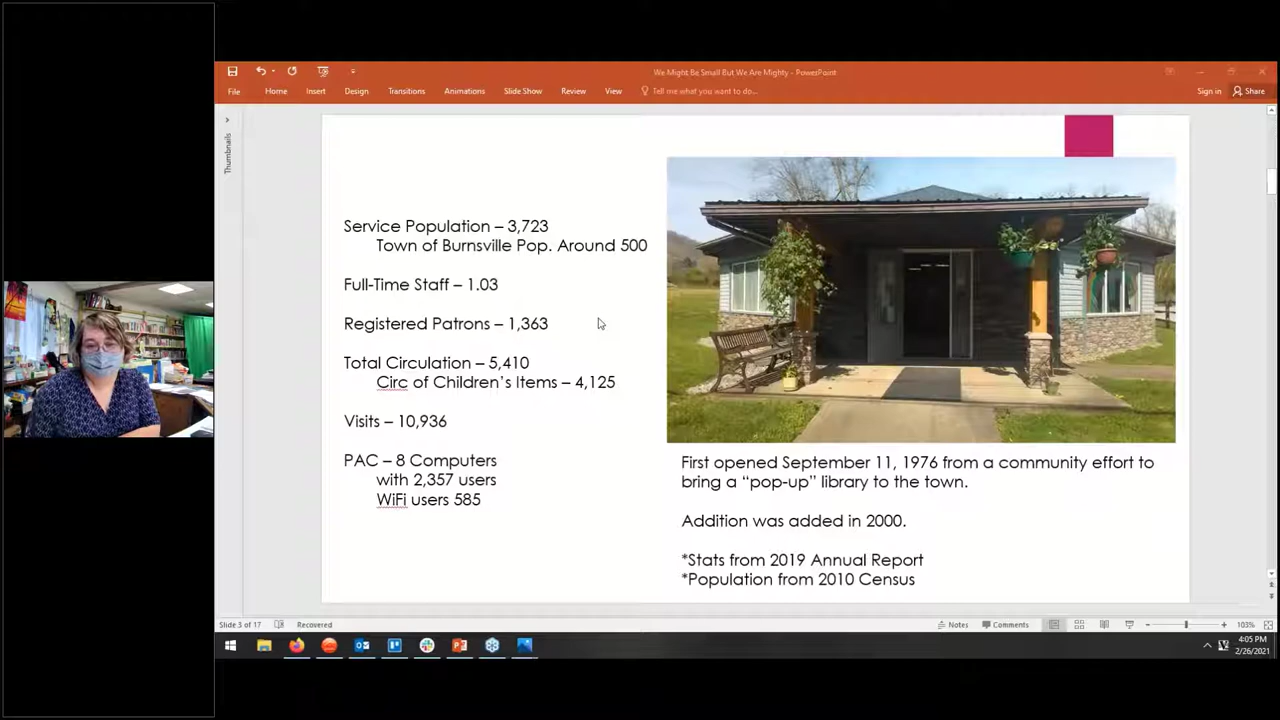 We Might Be Small But We Are Mighty - PowerPoint
File Home Insert Design Transitions Animations Slide Show Review View Tell me what you want to do... Sign in Share
Thumbnails
Service Population – 3,723
Town of Burnsville Pop. Around 500
Full-Time Staff – 1.03
Registered Patrons – 1,363
Total Circulation – 5,410
Circ of Children's Items – 4,125
Visits – 10,936
PAC – 8 Computers
with 2,357 users
WiFi users 585
First opened September 11, 1976 from a community effort to
bring a “pop-up” library to the town.
Addition was added in 2000.
*Stats from 2019 Annual Report
*Population from 2010 Census
Slide 3 of 17 Recovered Notes Comments 103%
4:05 PM
2/26/2021